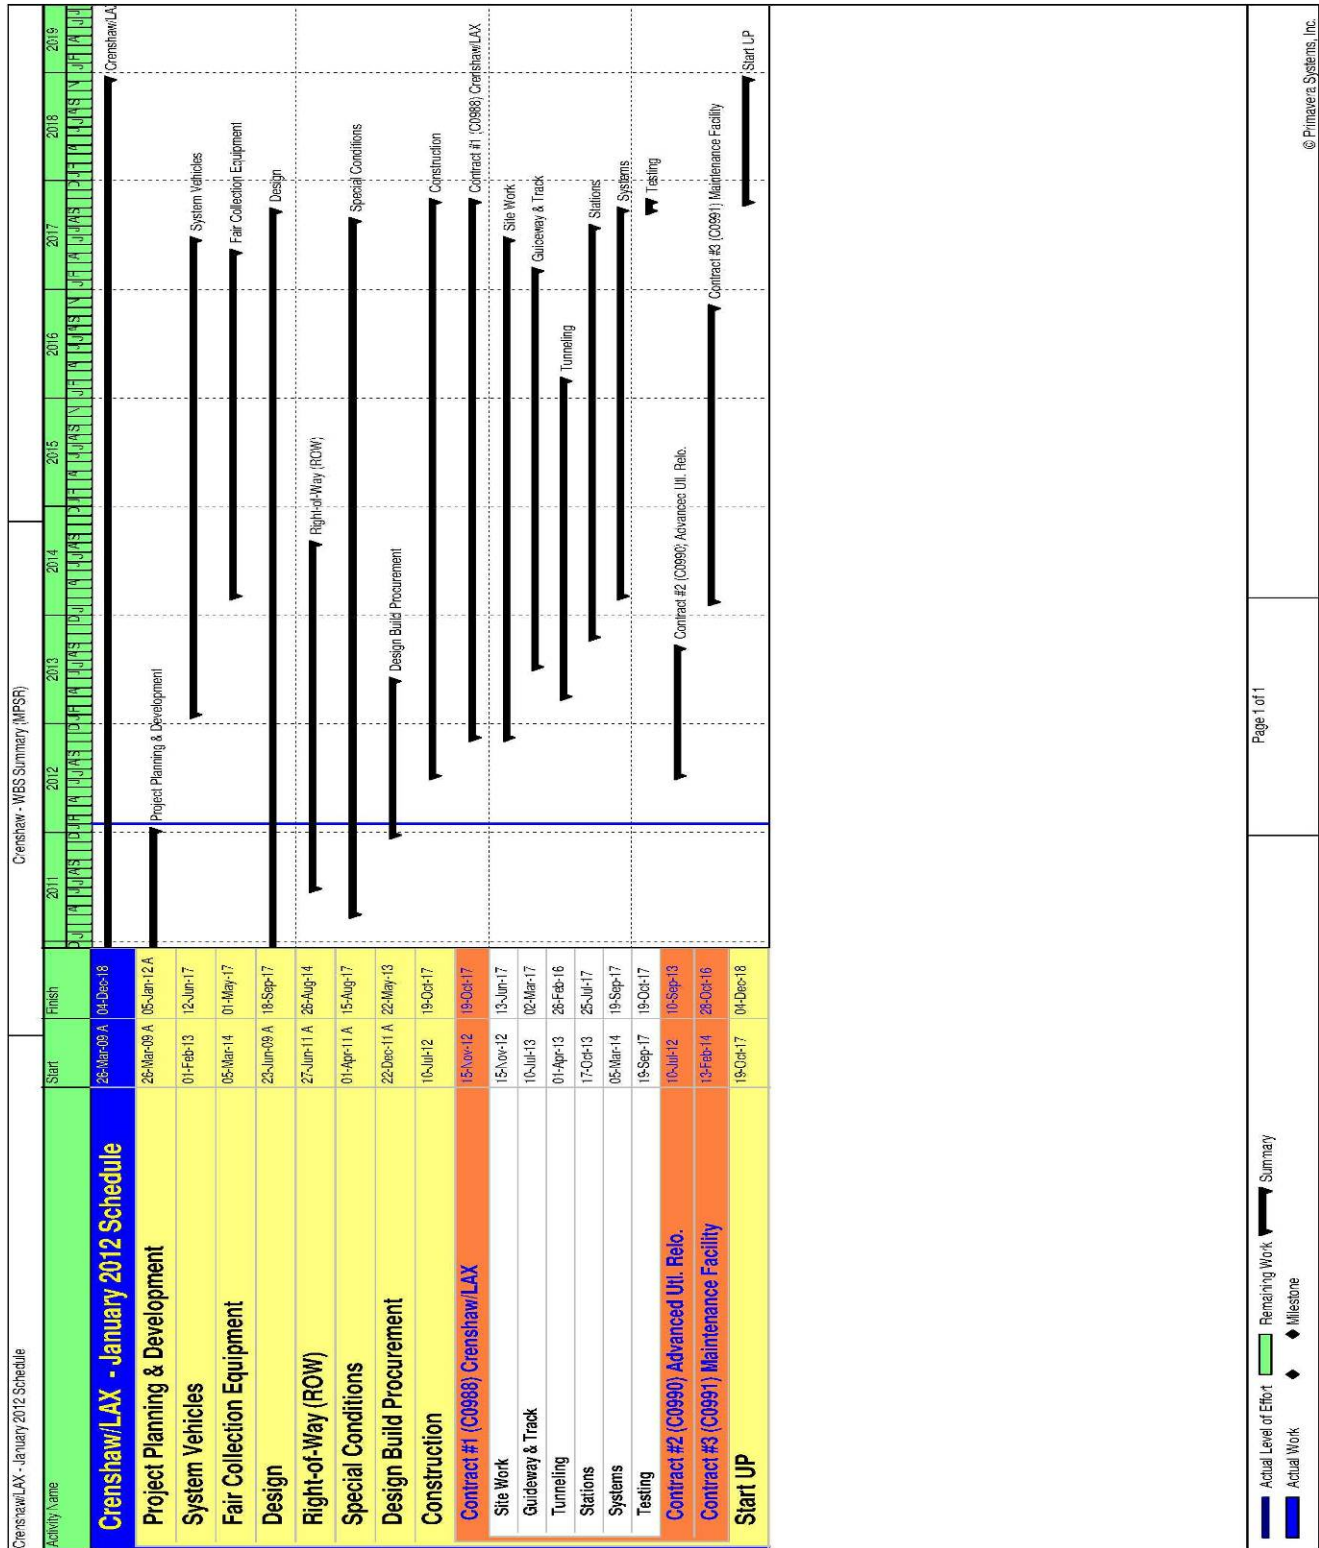 Crenshaw/LAX - January 2012 Schedule
Crenshaw - WBS Summary (MPSR)
Activity Name Start Finish 2011 2012 2013 2014 2015 2016 2017 2018 2019
Crenshaw/LAX - January 2012 Schedule 26-Mar-09 A 04-Dec-18 Crenshaw/LAX
Project Planning & Development 26-Mar-09 A 05-Jan-12 A Project Planning & Development
System Vehicles 01-Feb-13 12-Jun-17 System Vehicles
Fair Collection Equipment 05-Mar-14 01-May-17 Fair Collection Equipment
Design 23-Jun-09 A 18-Sep-17 Design
Right-of-Way (ROW) 27-Jun-11 A 26-Aug-14 Right-of-Way (ROW)
Special Conditions 01-Apr-11 A 15-Aug-17 Special Conditions
Design Build Procurement 22-Dec-11 A 22-May-13 Design Build Procurement
Construction 10-Jul-12 19-Oct-17 Construction
Contract #1 (C0988) Crenshaw/LAX 15-Nov-12 19-Oct-17 Contract #1 (C0988) Crenshaw/LAX
Site Work 15-Nov-12 13-Jun-17 Site Work
Guideway & Track 10-Jul-13 02-Mar-17 Guideway & Track
Tunneling 01-Apr-13 26-Feb-16 Tunneling
Stations 17-Oct-13 25-Jul-17 Stations
Systems 05-Mar-14 19-Sep-17 Systems
Testing 19-Sep-17 19-Oct-17 Testing
Contract #2 (C0990) Advanced Utl. Relo. 10-Jul-12 10-Sep-13 Contract #2 (C0990) Advanced Utl. Relo.
Contract #3 (C0991) Maintenance Facility 13-Feb-14 28-Oct-16 Contract #3 (C0991) Maintenance Facility
Start UP 19-Oct-17 04-Dec-18 Start UP
Actual Level of Effort Remaining Work Summary
Actual Work Milestone
Page 1 of 1
© Primavera Systems, Inc.